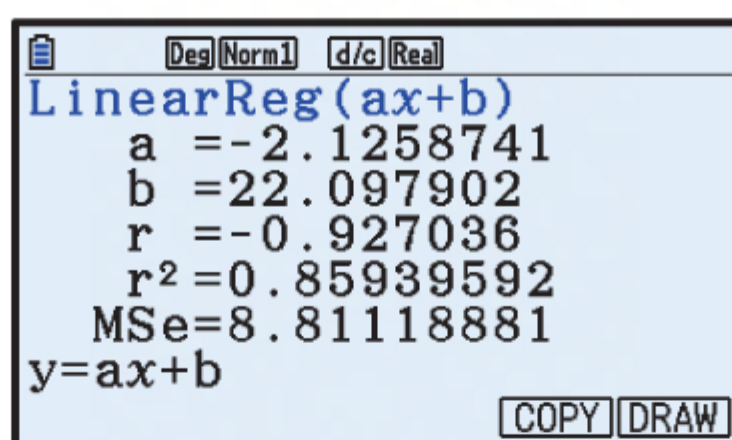 Deg Norm1 d/c Real
LinearReg(ax+b)
a =-2.1258741
b =22.097902
r =-0.927036
r²=0.85939592
MSe=8.81118881
y=ax+b
COPY DRAW